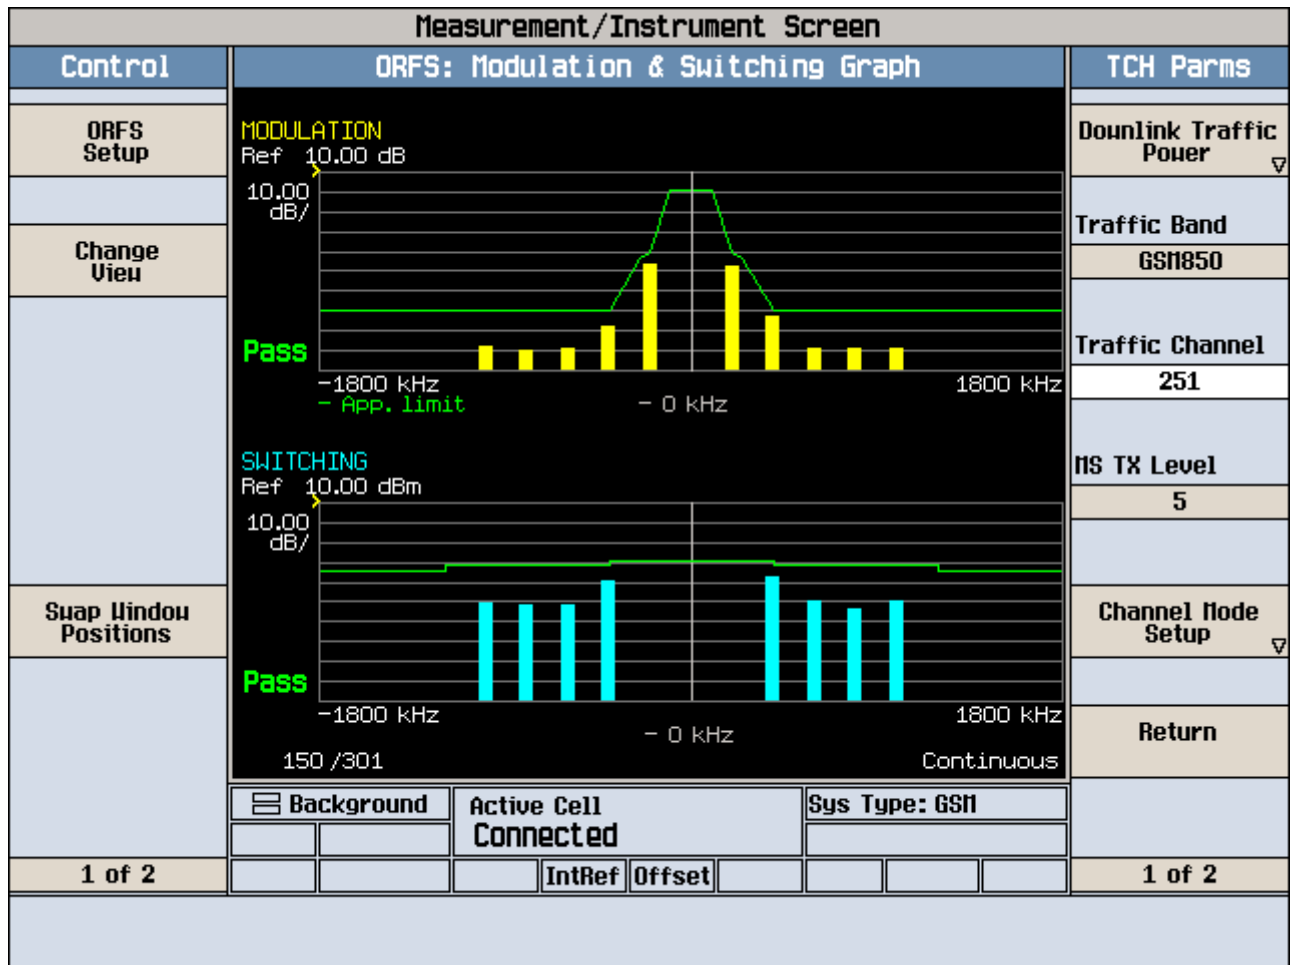 Measurement/Instrument Screen
Control
ORFS: Modulation & Switching Graph
TCH Parms
ORFS
Setup
Change
View
Swap Window
Positions
1 of 2
MODULATION
Ref 10.00 dB
10.00
dB/
Pass
-1800 kHz
1800 kHz
- App. limit
- 0 kHz
SWITCHING
Ref 10.00 dBm
10.00
dB/
Pass
-1800 kHz
1800 kHz
- 0 kHz
150 /301
Continuous
Background
Active Cell
Connected
Sys Type: GSM
IntRef
Offset
Downlink Traffic
Power
Traffic Band
GSM850
Traffic Channel
251
MS TX Level
5
Channel Mode
Setup
Return
1 of 2